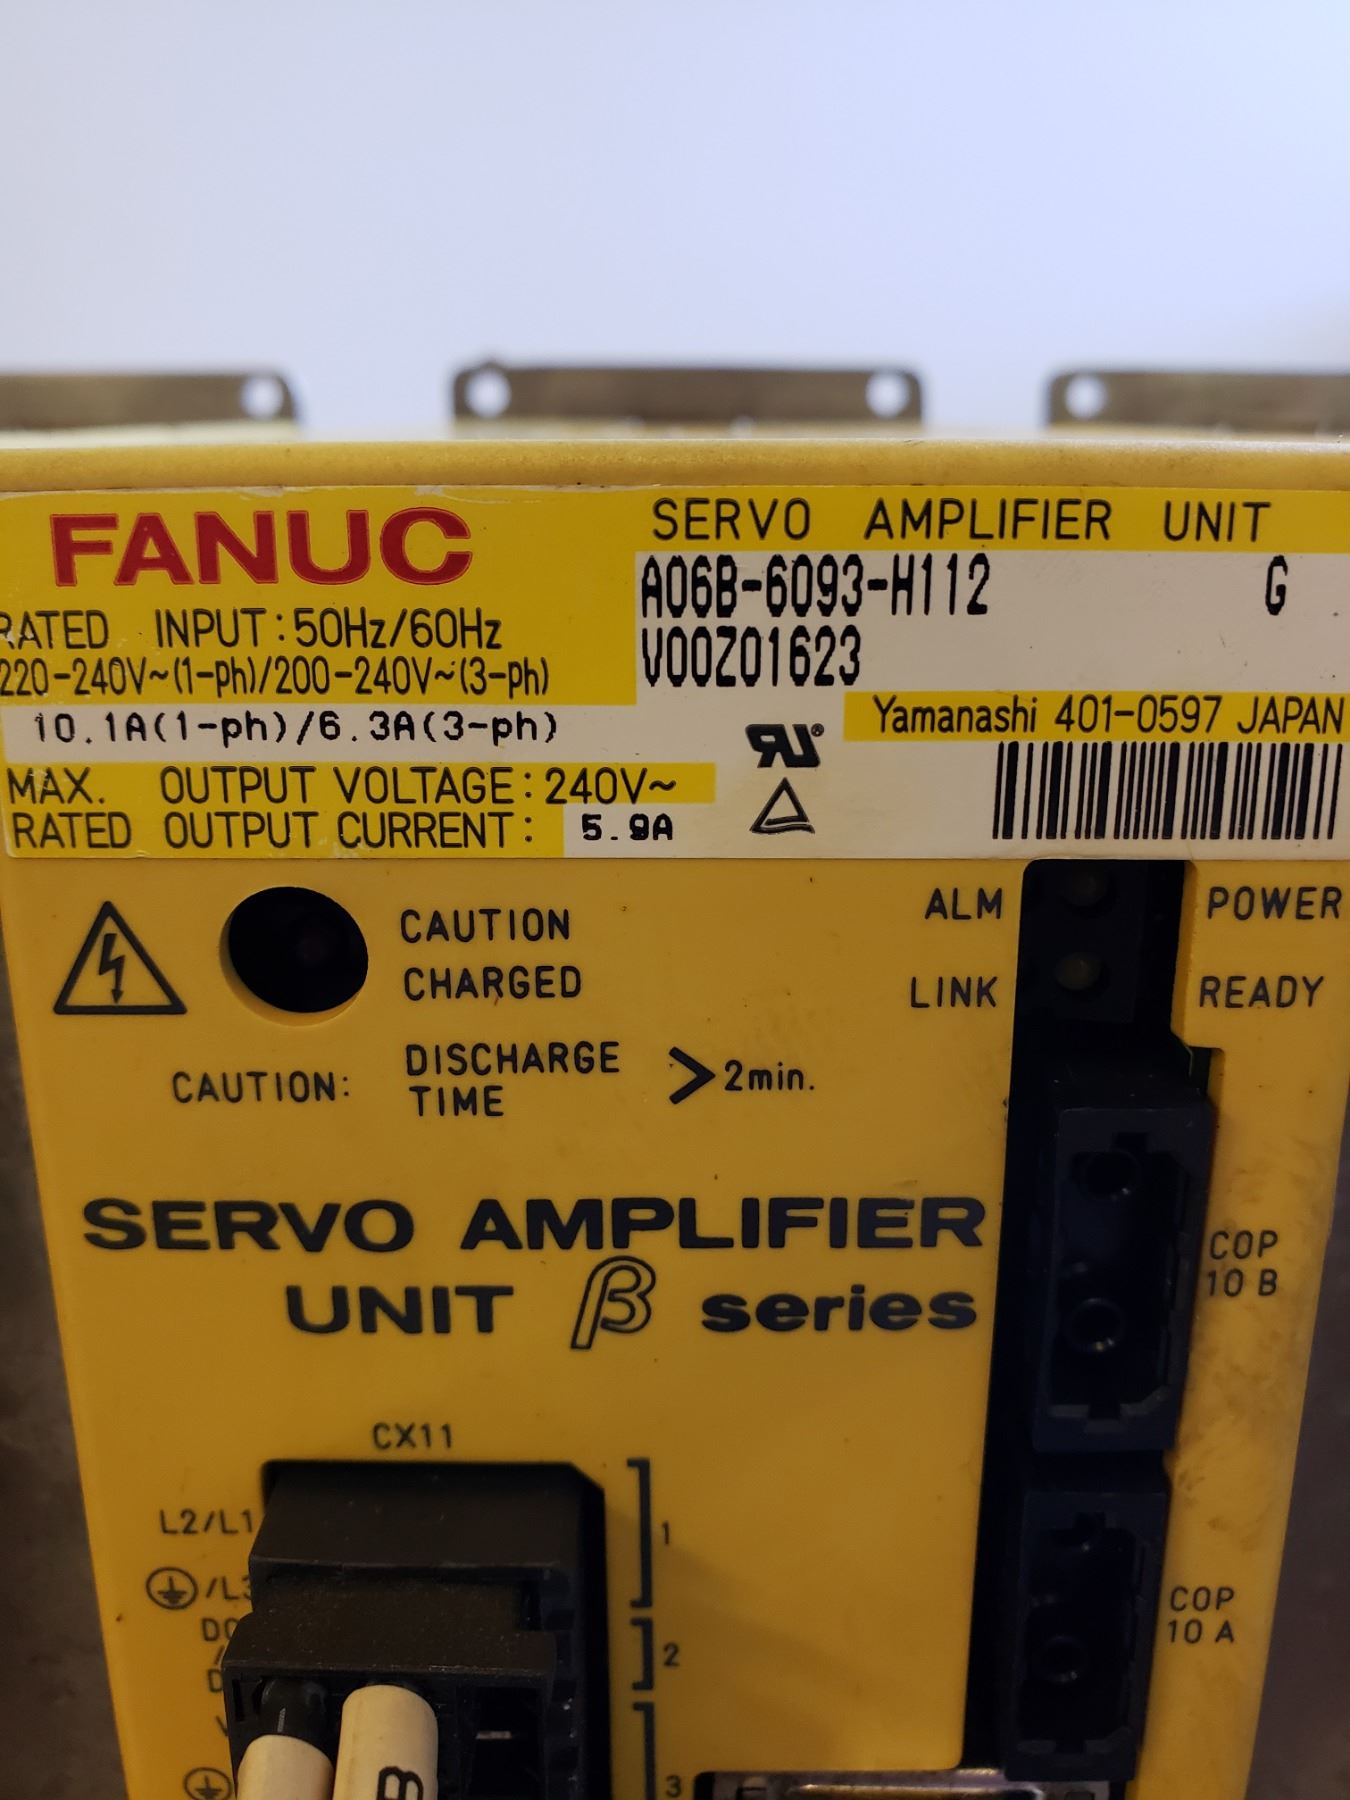 FANUC
SERVO AMPLIFIER UNIT
A06B-6093-H112 G
V00Z01623
RATED INPUT:50Hz/60Hz
220-240V~(1-ph)/200-240V~(3-ph)
10.1A(1-ph)/6.3A(3-ph)
Yamanashi 401-0597 JAPAN
MAX. OUTPUT VOLTAGE:240V~
RATED OUTPUT CURRENT: 5.9A
CAUTION
CHARGED
CAUTION: DISCHARGE
TIME >2min.
ALM POWER
LINK READY
SERVO AMPLIFIER
UNIT β series
COP
10 B
CX11
L2/L1
/L3
1
2
3
COP
10 A
B